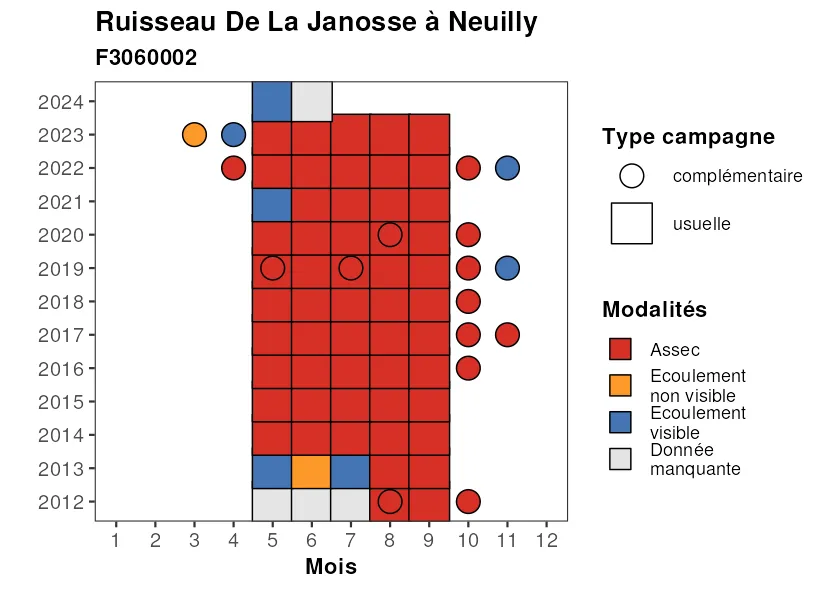 Ruisseau De La Janosse à Neuilly
F3060002
2024
2023
2022
2021
2020
2019
2018
2017
2016
2015
2014
2013
2012
1 2 3 4 5 6 7 8 9 10 11 12
Mois
Type campagne
complémentaire
usuelle
Modalités
Assec
Ecoulement
non visible
Ecoulement
visible
Donnée
manquante